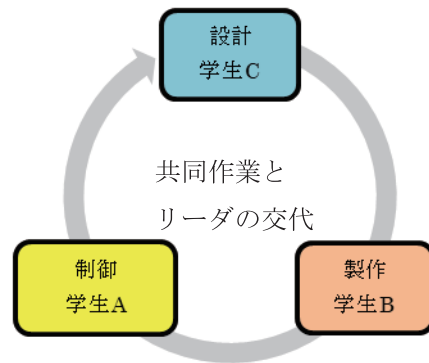 設計
学生C
共同作業と
リーダの交代
制御
学生A
製作
学生B